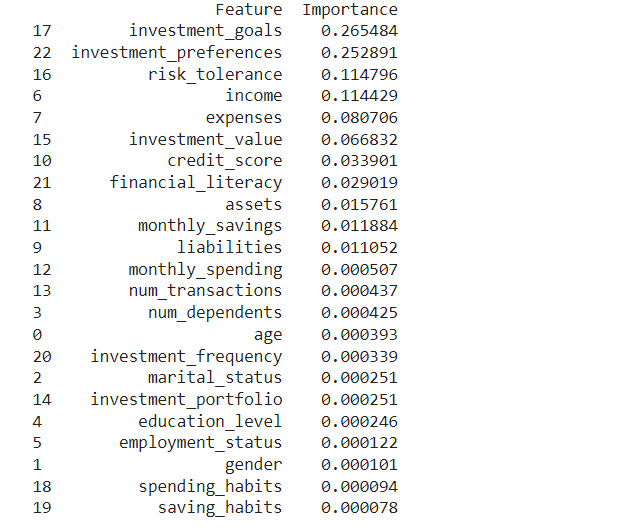 Feature Importance
17 investment_goals 0.265484
22 investment_preferences 0.252891
16 risk_tolerance 0.114796
6 income 0.114429
7 expenses 0.080706
15 investment_value 0.066832
10 credit_score 0.033901
21 financial_literacy 0.029019
8 assets 0.015761
11 monthly_savings 0.011884
9 liabilities 0.011052
12 monthly_spending 0.000507
13 num_transactions 0.000437
3 num_dependents 0.000425
0 age 0.000393
20 investment_frequency 0.000339
2 marital_status 0.000251
14 investment_portfolio 0.000251
4 education_level 0.000246
5 employment_status 0.000122
1 gender 0.000101
18 spending_habits 0.000094
19 saving_habits 0.000078